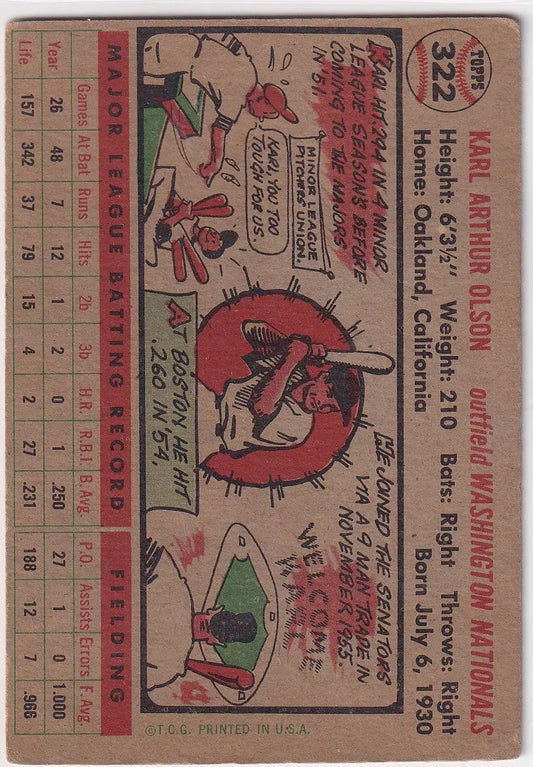 TOPPS
322
KARL ARTHUR OLSON outfield WASHINGTON NATIONALS
Height: 6'3½" Weight: 210 Bats: Right Throws: Right
Home: Oakland, California Born July 6, 1930
KARL HIT .294 IN 4 MINOR
LEAGUE SEASONS BEFORE
COMING TO THE MAJORS
IN '51.
MINOR LEAGUE
PITCHERS UNION.
KARL, YOU TOO
TOUGH FOR US.
AT BOSTON HE HIT
.260 IN '54.
HE JOINED THE SENATORS
VIA A 9 MAN TRADE IN
NOVEMBER 1955.
WELCOME
KARL
©T.C.G. PRINTED IN U.S.A.
MAJOR LEAGUE BATTING RECORD FIELDING
Games At Bat Runs Hits 2b 3b H.R. R.B.I. B.Avg. P.O. Assists Errors F.Avg.
Year 26 48 7 12 1 2 0 1 .250 27 1 0 1.000
Life 157 342 37 79 15 4 2 27 .231 188 12 7 .966